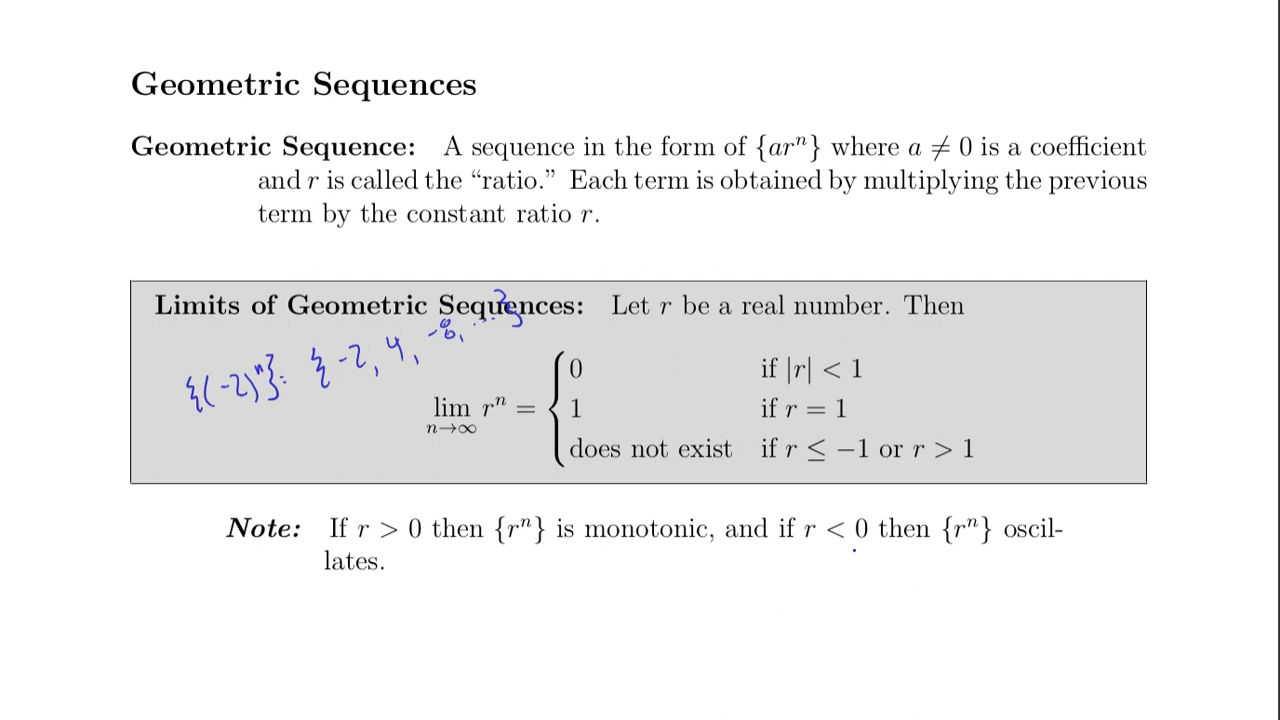 Geometric Sequences
Geometric Sequence: A sequence in the form of {arⁿ} where a ≠ 0 is a coefficient
and r is called the “ratio.” Each term is obtained by multiplying the previous
term by the constant ratio r.
Limits of Geometric Sequences: Let r be a real number. Then
{(-2)ⁿ}: {-2, 4, -8, ...}
0 if |r| < 1
lim n→∞ rⁿ = { 1 if r = 1
does not exist if r ≤ −1 or r > 1
Note: If r > 0 then {rⁿ} is monotonic, and if r < 0 then {rⁿ} oscil-
lates.